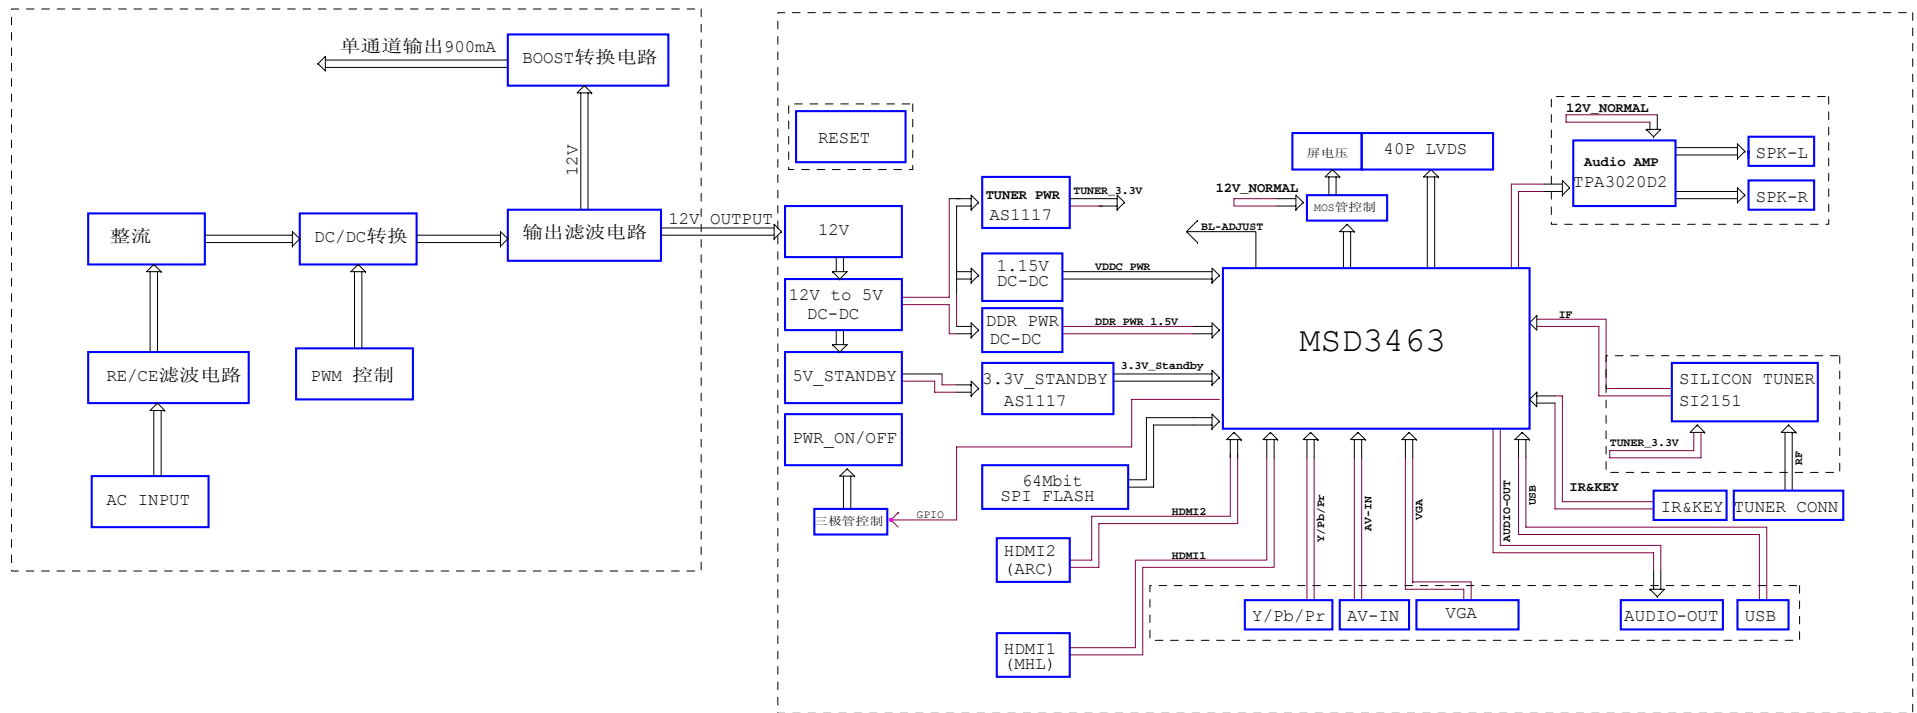 单通道输出900mA
BOOST转换电路
12V
整流
DC/DC转换
输出滤波电路
12V OUTPUT
RE/CE滤波电路
PWM 控制
AC INPUT
RESET
12V
12V to 5V
DC-DC
5V_STANDBY
PWR_ON/OFF
三极管控制
GPIO
TUNER PWR
AS1117
TUNER_3.3V
1.15V
DC-DC
VDDC PWR
DDR PWR
DC-DC
DDR PWR 1.5V
3.3V_STANDBY
AS1117
3.3V_Standby
64Mbit
SPI FLASH
HDMI2
(ARC)
HDMI2
HDMI1
(MHL)
HDMI1
BL-ADJUST
12V_NORMAL
MOS管控制
屏电压
40P LVDS
MSD3463
12V_NORMAL
Audio AMP
TPA3020D2
SPK-L
SPK-R
IF
SILICON TUNER
SI2151
TUNER_3.3V
RF
IR&KEY
IR&KEY
TUNER CONN
Y/Pb/Pr
AV-IN
VGA
AUDIO-OUT
USB
Y/Pb/Pr
AV-IN
VGA
AUDIO-OUT
USB